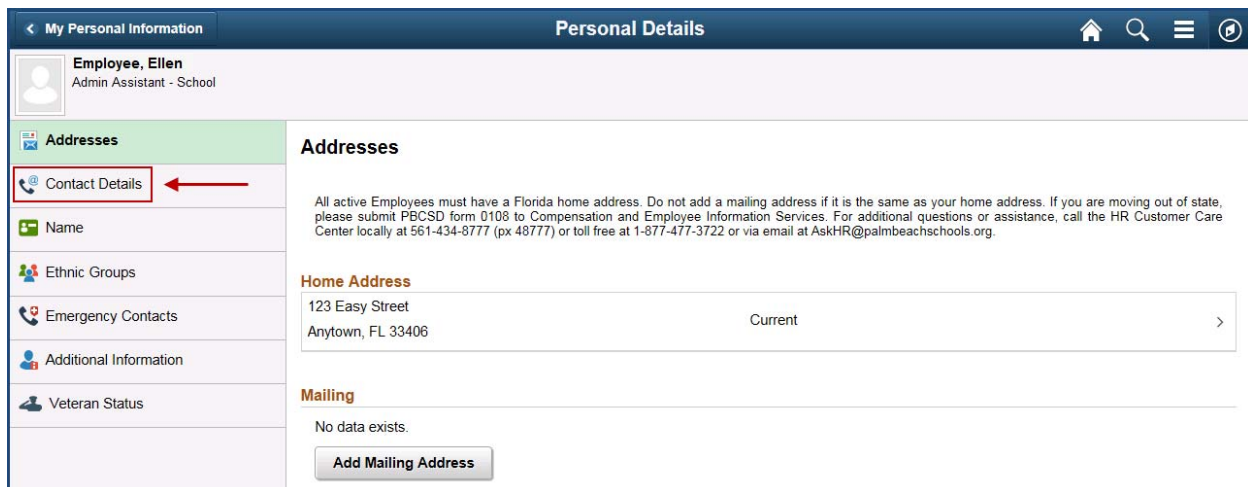 My Personal Information
Personal Details
Employee, Ellen
Admin Assistant - School
Addresses
Contact Details
Name
Ethnic Groups
Emergency Contacts
Additional Information
Veteran Status
Addresses
All active Employees must have a Florida home address. Do not add a mailing address if it is the same as your home address. If you are moving out of state,
please submit PBCSD form 0108 to Compensation and Employee Information Services. For additional questions or assistance, call the HR Customer Care
Center locally at 561-434-8777 (px 48777) or toll free at 1-877-477-3722 or via email at AskHR@palmbeachschools.org.
Home Address
123 Easy Street
Anytown, FL 33406
Current
Mailing
No data exists.
Add Mailing Address